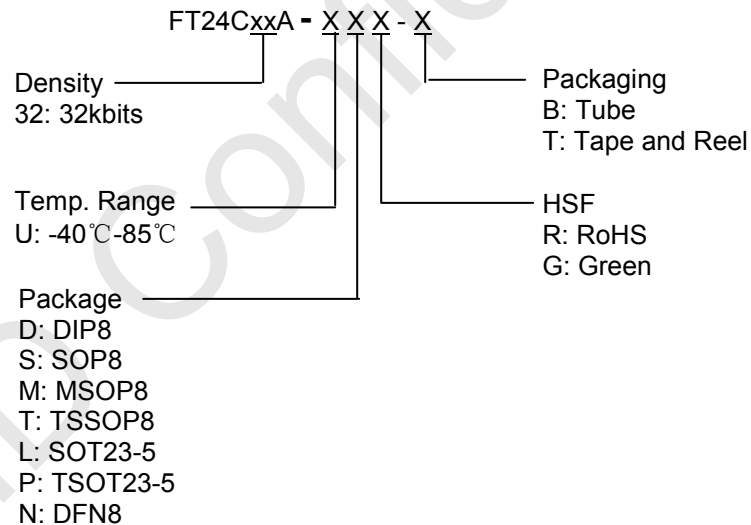 FT24CxxA - X X X - X
Density
32: 32kbits
Temp. Range
U: -40℃-85℃
Package
D: DIP8
S: SOP8
M: MSOP8
T: TSSOP8
L: SOT23-5
P: TSOT23-5
N: DFN8
Packaging
B: Tube
T: Tape and Reel
HSF
R: RoHS
G: Green